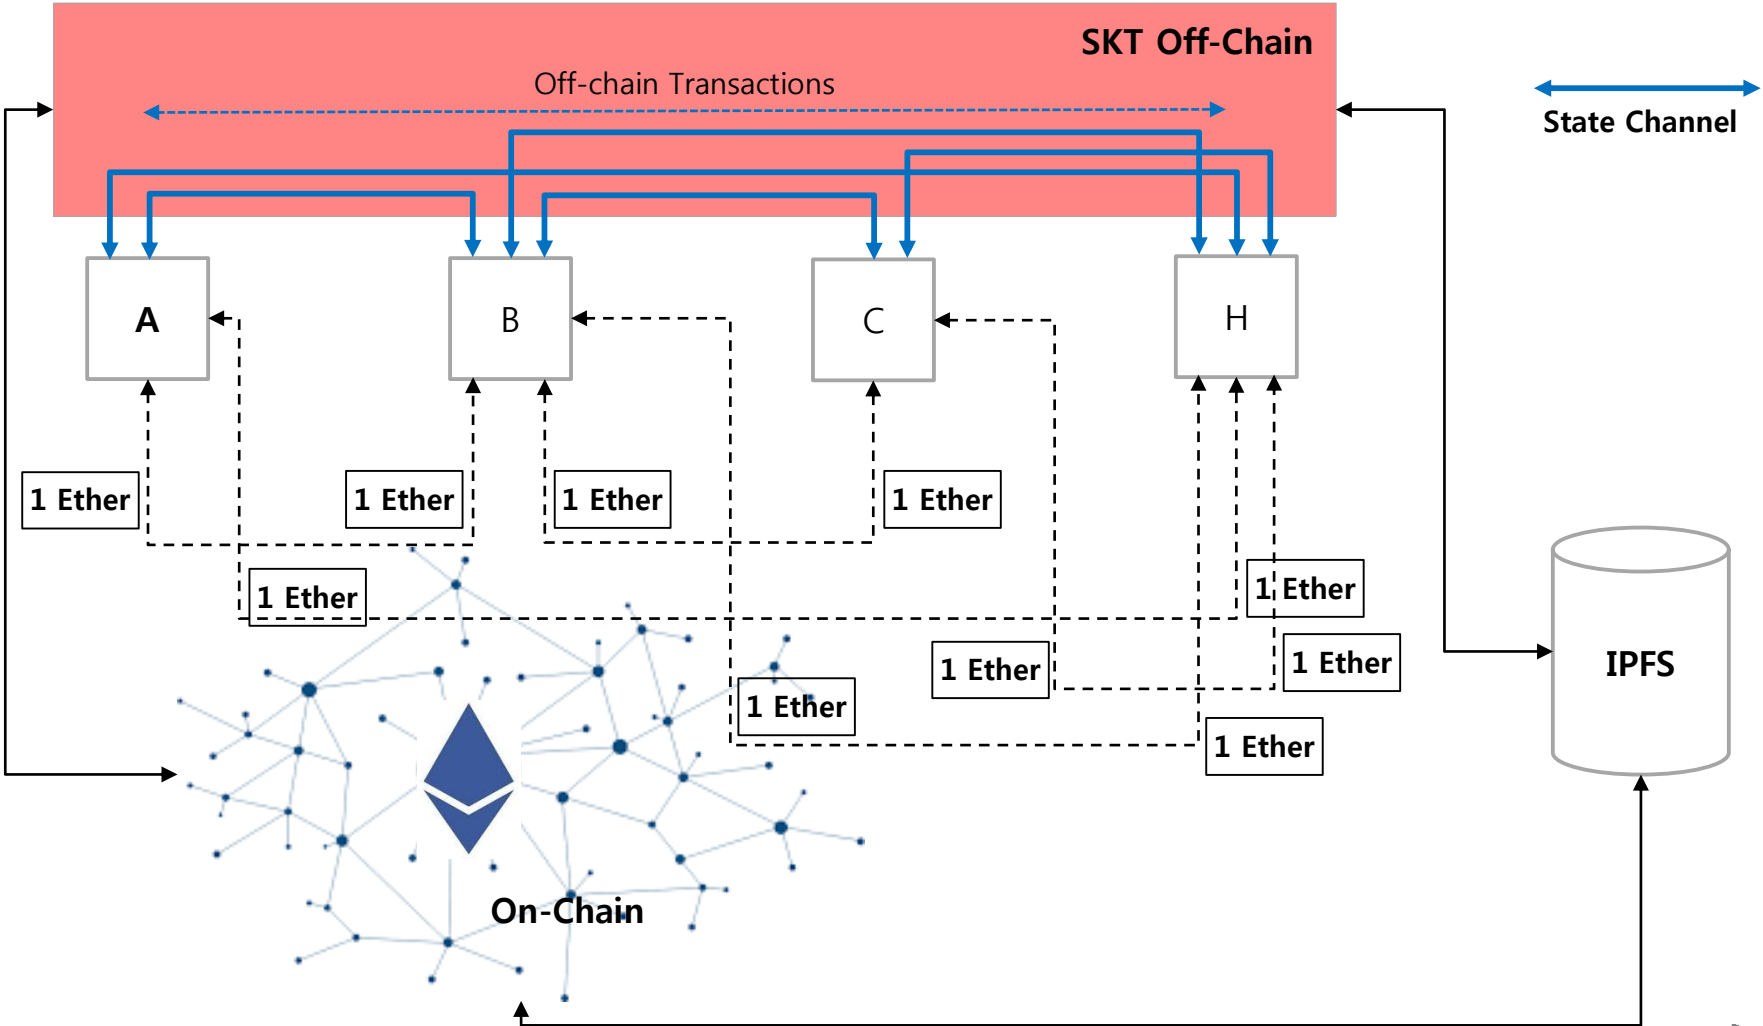 SKT Off-Chain
Off-chain Transactions
State Channel
A
B
C
H
1 Ether
1 Ether
1 Ether
1 Ether
1 Ether
1 Ether
1 Ether
1 Ether
1 Ether
1 Ether
IPFS
On-Chain